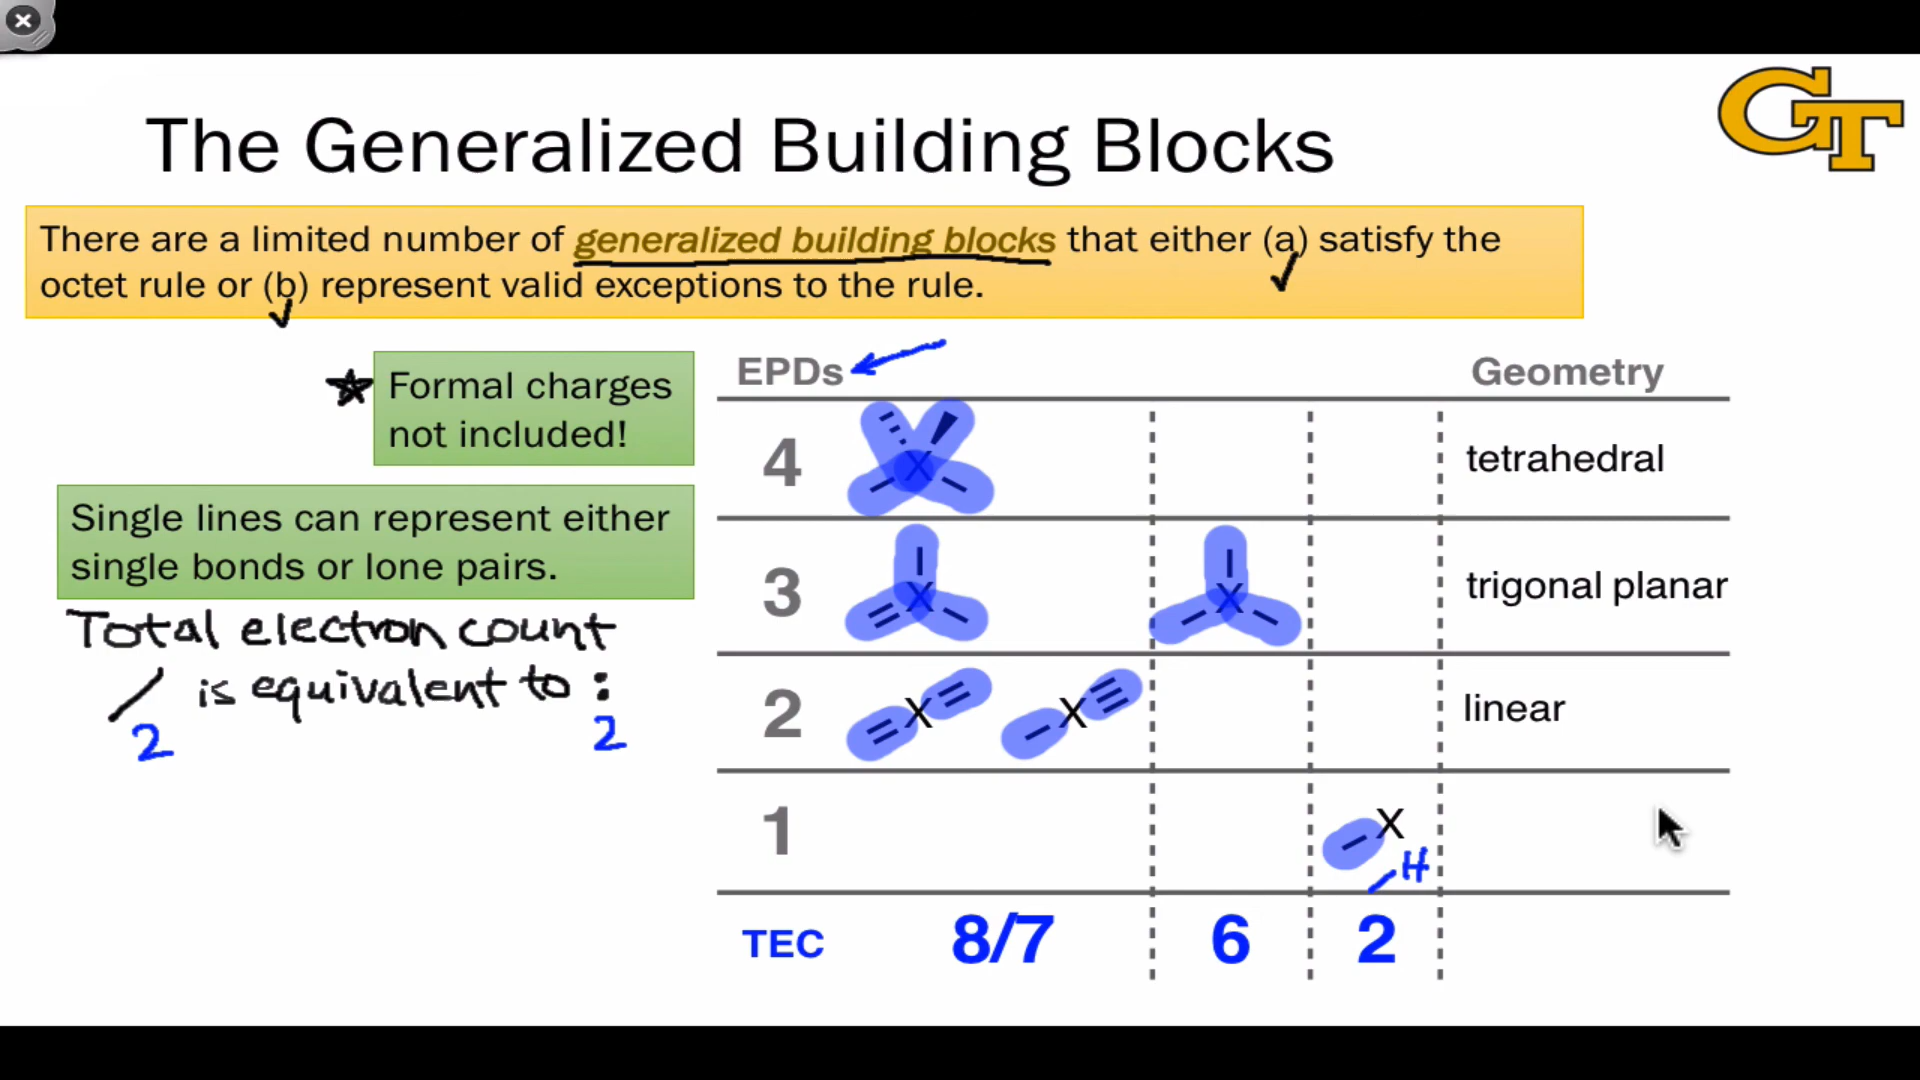 The Generalized Building Blocks
GT
There are a limited number of generalized building blocks that either (a) satisfy the
octet rule or (b) represent valid exceptions to the rule.
Formal charges
not included!
Single lines can represent either
single bonds or lone pairs.
Total electron count
/ is equivalent to :
2 2
EPDs Geometry
4 X tetrahedral
3 X X trigonal planar
2 X X linear
1 X
H
TEC 8/7 6 2